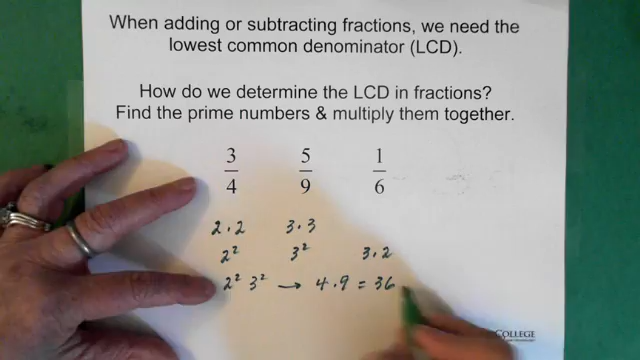 When adding or subtracting fractions, we need the
lowest common denominator (LCD).
How do we determine the LCD in fractions?
Find the prime numbers & multiply them together.
3/4 5/9 1/6
2·2 3·3
2² 3² 3·2
2² 3² → 4·9 = 36
COLLEGE